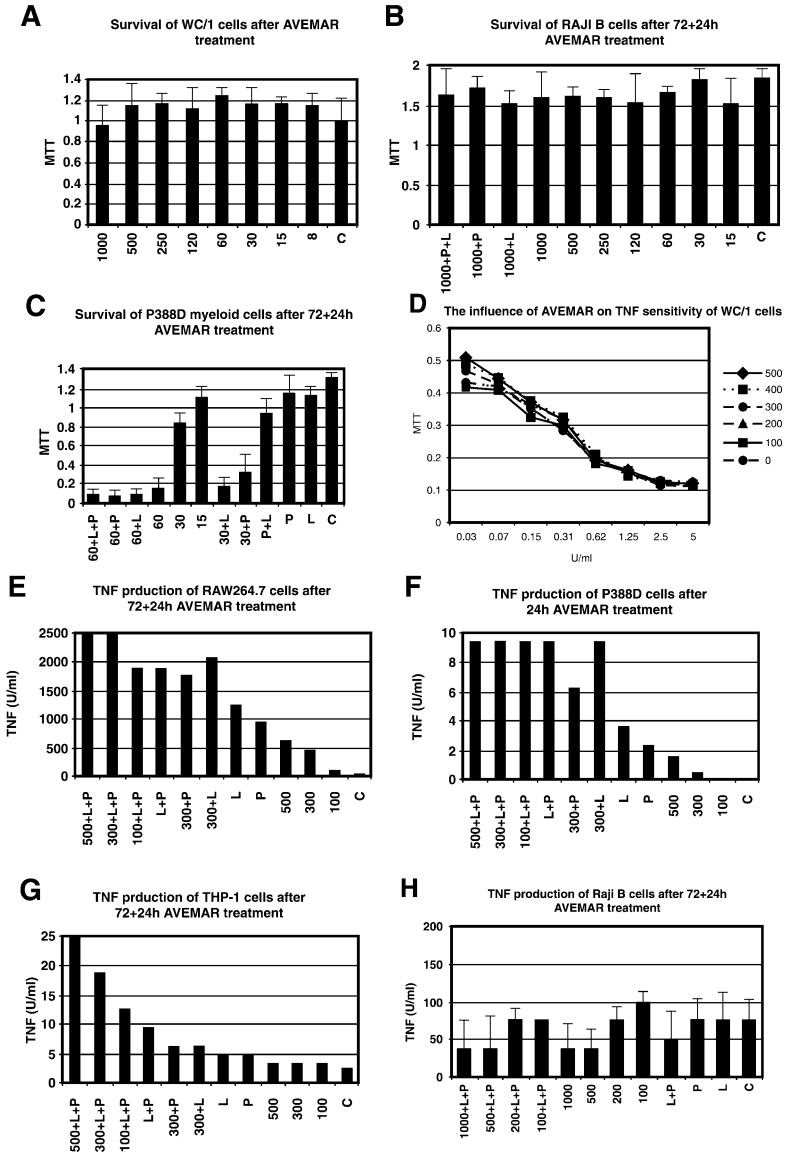 A
Survival of WC/1 cells after AVEMAR
treatment
MTT
1.4
1.2
1
0.8
0.6
0.4
0.2
0
1000 500 250 120 60 30 15 8 C
B
Survival of RAJI B cells after 72+24h
AVEMAR treatment
MTT
2
1.5
1
0.5
0
1000+P+L 1000+P 1000+L 1000 500 250 120 60 30 15 C
C
Survival of P388D myeloid cells after 72+24h
AVEMAR treatment
MTT
1.4
1.2
1
0.8
0.6
0.4
0.2
0
60+L+P 60+P 60+L 60 30 15 30+L 30+P P+L P L C
D
The influence of AVEMAR on TNF sensitivity of WC/1 cells
MTT
0.6
0.5
0.4
0.3
0.2
0.1
0
0.03 0.07 0.15 0.31 0.62 1.25 2.5 5
U/ml
500
400
300
200
100
0
E
TNF prduction of RAW264.7 cells after
72+24h AVEMAR treatment
TNF (U/ml)
2500
2000
1500
1000
500
0
500+L+P 300+L+P 100+L+P L+P 300+P 300+L L P 500 300 100 C
F
TNF prduction of P388D cells after
24h AVEMAR treatment
TNF (U/ml)
10
8
6
4
2
0
500+L+P 300+L+P 100+L+P L+P 300+P 300+L L P 500 300 100 C
G
TNF prduction of THP-1 cells after
72+24h AVEMAR treatment
TNF (U/ml)
25
20
15
10
5
0
500+L+P 300+L+P 100+L+P L+P 300+P 300+L L P 500 300 100 C
H
TNF production of Raji B cells after 72+24h
AVEMAR treatment
TNF (U/ml)
200
150
100
50
0
1000+L+P 500+L+P 200+L+P 100+L+P 1000 500 200 100 L+P P L C